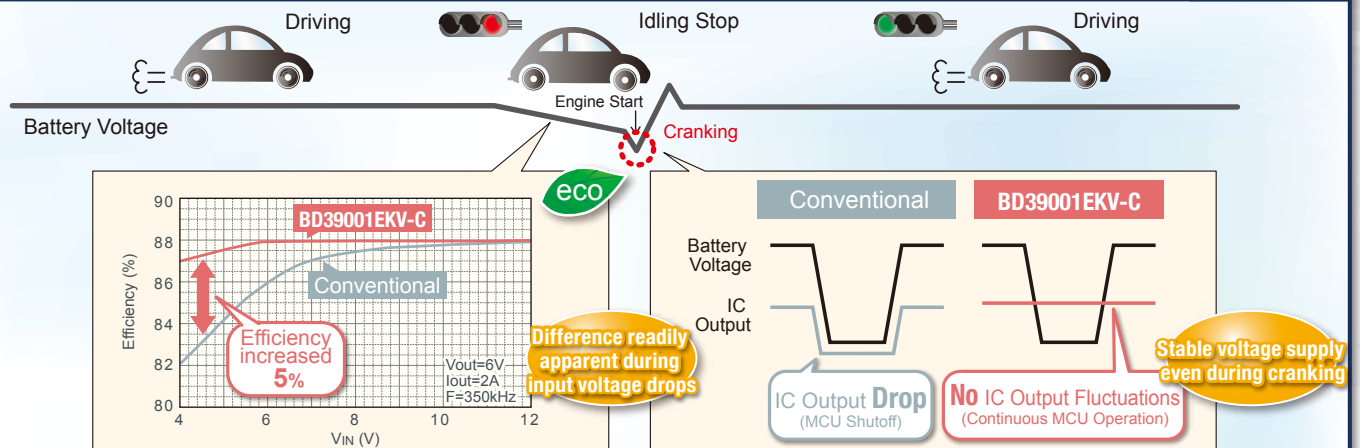 Driving
Idling Stop
Driving
Engine Start
Battery Voltage
Cranking
eco
90
88
86
84
82
80
Efficiency (%)
BD39001EKV-C
Conventional
Efficiency
increased
5%
Vout=6V
Iout=2A
F=350kHz
4
6
8
10
12
VIN (V)
Difference readily
apparent during
input voltage drops
Conventional
BD39001EKV-C
Battery
Voltage
IC
Output
IC Output Drop
(MCU Shutoff)
No IC Output Fluctuations
(Continuous MCU Operation)
Stable voltage supply
even during cranking